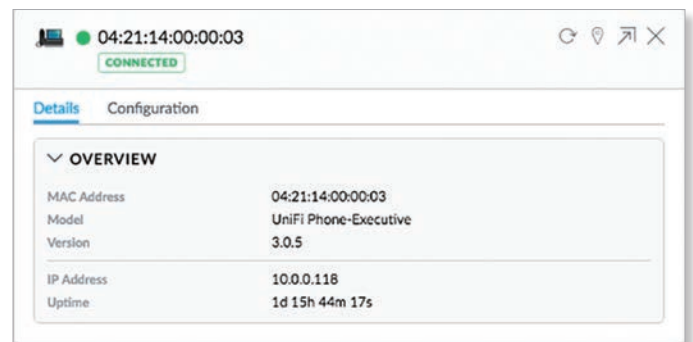 04:21:14:00:00:03
CONNECTED
Details Configuration
OVERVIEW
MAC Address 04:21:14:00:00:03
Model UniFi Phone-Executive
Version 3.0.5
IP Address 10.0.0.118
Uptime 1d 15h 44m 17s